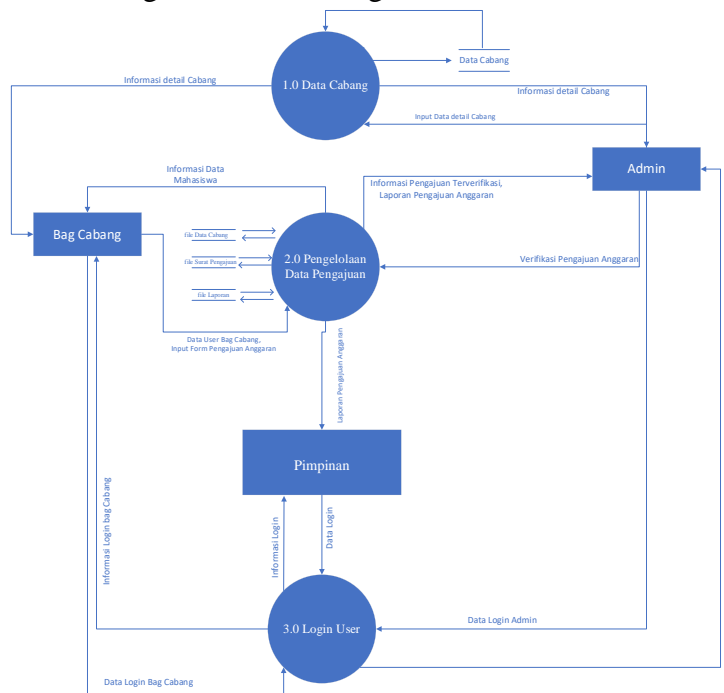 Data Cabang
1.0 Data Cabang
Informasi detail Cabang
Informasi detail Cabang
Input Data detail Cabang
Admin
Informasi Data
Mahasiswa
Informasi Pengajuan Terverifikasi,
Laporan Pengajuan Anggaran
Bag Cabang
file Data Cabang
file Surat Pengajuan
file Laporan
2.0 Pengelolaan
Data Pengajuan
Verifikasi Pengajuan Anggaran
Data User Bag Cabang,
Input Form Pengajuan Anggaran
Laporan Pengajuan Anggaran
Pimpinan
Informasi Login bag Cabang
Informasi Login
Data Login
3.0 Login User
Data Login Admin
Data Login Bag Cabang